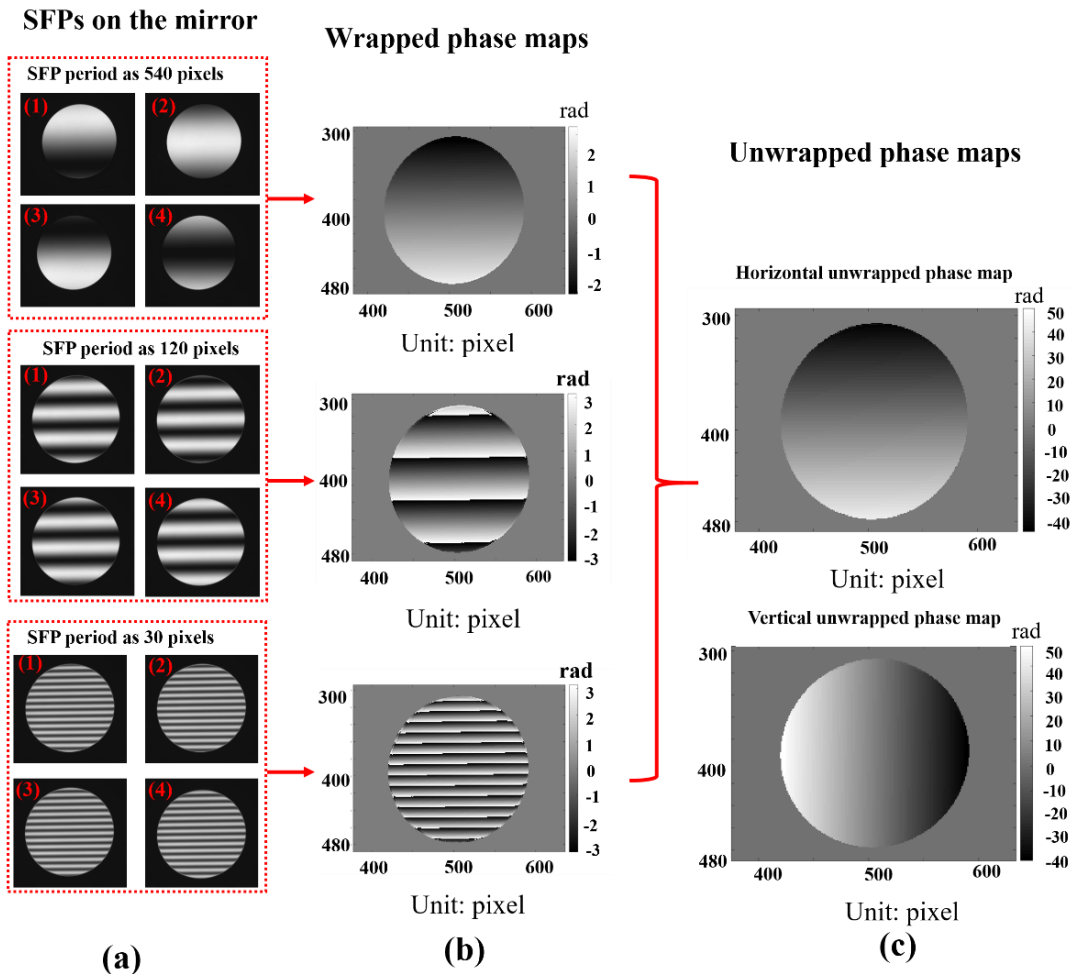 SFPs on the mirror
SFP period as 540 pixels
(1)
(2)
(3)
(4)
SFP period as 120 pixels
(1)
(2)
(3)
(4)
SFP period as 30 pixels
(1)
(2)
(3)
(4)
(a)
Wrapped phase maps
rad
300
400
480
2
1
0
-1
-2
400 500 600
Unit: pixel
rad
300
400
480
3
2
1
0
-1
-2
-3
400 500 600
Unit: pixel
rad
300
400
480
3
2
1
0
-1
-2
-3
400 500 600
Unit: pixel
(b)
Unwrapped phase maps
Horizontal unwrapped phase map
rad
300
400
480
50
40
30
20
10
0
-10
-20
-30
-40
400 500 600
Unit: pixel
Vertical unwrapped phase map
rad
300
400
480
50
40
30
20
10
0
-10
-20
-30
-40
400 500 600
Unit: pixel
(c)